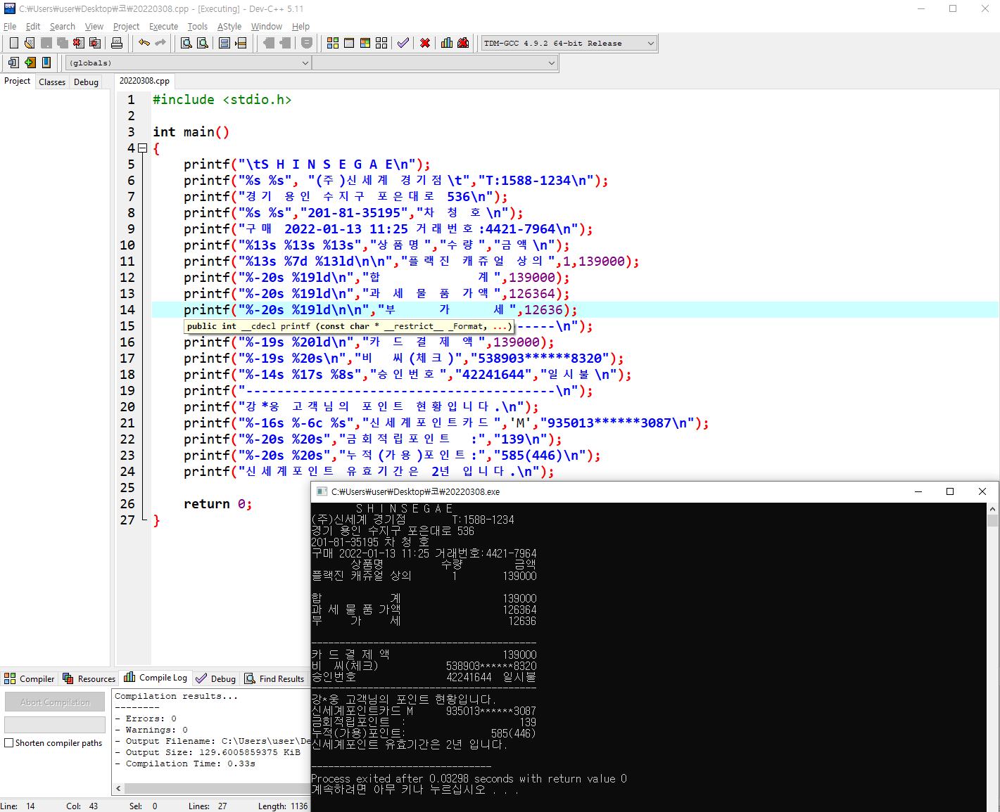 C:₩Users₩user₩Desktop₩코₩20220308.cpp - [Executing] - Dev-C++ 5.11
File Edit Search View Project Execute Tools AStyle Window Help
TDM-GCC 4.9.2 64-bit Release
(globals)
Project Classes Debug 20220308.cpp
1 #include <stdio.h>
2
3 int main()
4 {
5 printf("\tS H I N S E G A E\n");
6 printf("%s %s", "(주)신세계 경기점\t","T:1588-1234\n");
7 printf("경기 용인 수지구 포은대로 536\n");
8 printf("%s %s","201-81-35195","차 청 호\n");
9 printf("구매 2022-01-13 11:25 거래번호:4421-7964\n");
10 printf("%13s %13s %13s","상품명","수량","금액\n");
11 printf("%13s %7d %13ld\n\n","플랙진 캐쥬얼 상의",1,139000);
12 printf("%-20s %19ld\n","합 계",139000);
13 printf("%-20s %19ld\n","과 세 물 품 가액",126364);
14 printf("%-20s %19ld\n\n","부 가 세",12636);
public int __cdecl printf (const char * __restrict__ _Format, ...)
15 -----\n");
16 printf("%-19s %20ld\n","카 드 결 제 액",139000);
17 printf("%-19s %20s\n","비 씨(체크)","538903******8320");
18 printf("%-14s %17s %8s","승인번호","42241644","일시불\n");
19 printf("----------------------------------------\n");
20 printf("강*웅 고객님의 포인트 현황입니다.\n");
21 printf("%-16s %-6c %s","신세계포인트카드",'M',"935013******3087\n");
22 printf("%-20s %20s","금회적립포인트 :","139\n");
23 printf("%-20s %20s","누적(가용)포인트:","585(446)\n");
24 printf("신세계포인트 유효기간은 2년 입니다.\n");
25
26 return 0;
27 }
C:₩Users₩user₩Desktop₩코₩20220308.exe
S H I N S E G A E
(주)신세계 경기점 T:1588-1234
경기 용인 수지구 포은대로 536
201-81-35195 차 청 호
구매 2022-01-13 11:25 거래번호:4421-7964
상품명 수량 금액
플랙진 캐쥬얼 상의 1 139000
합 계 139000
과 세 물 품 가액 126364
부 가 세 12636
----------------------------------------
카 드 결 제 액 139000
비 씨(체크) 538903******8320
승인번호 42241644 일시불
----------------------------------------
강*웅 고객님의 포인트 현황입니다.
신세계포인트카드 M 935013******3087
금회적립포인트 : 139
누적(가용)포인트: 585(446)
신세계포인트 유효기간은 2년 입니다.
--------------------------------
Process exited after 0.03298 seconds with return value 0
계속하려면 아무 키나 누르십시오 . . .
Compiler Resources Compile Log Debug Find Results
Abort Compilation
Shorten compiler paths
Compilation results...
--------
- Errors: 0
- Warnings: 0
- Output Filename: C:\Users\user\De
- Output Size: 129.6005859375 KiB
- Compilation Time: 0.33s
Line: 14 Col: 43 Sel: 0 Lines: 27 Length: 1136